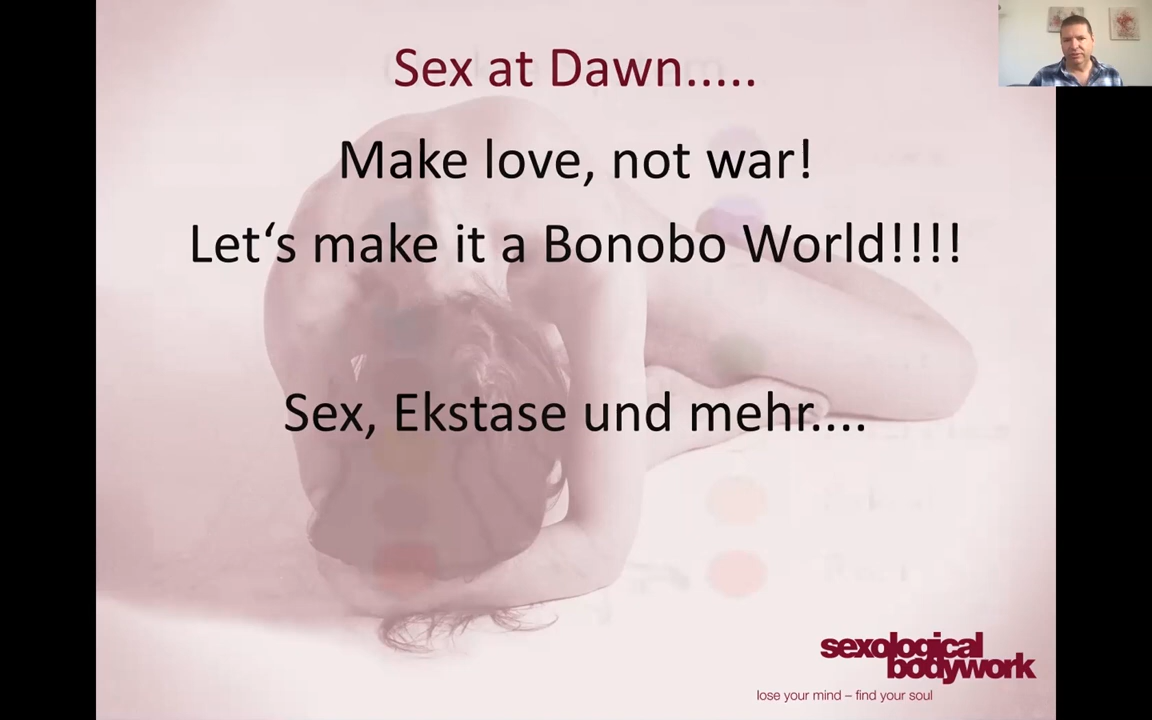 Sex at Dawn.....
Make love, not war!
Let‘s make it a Bonobo World!!!!
Sex, Ekstase und mehr....
sexological
bodywork
lose your mind – find your soul